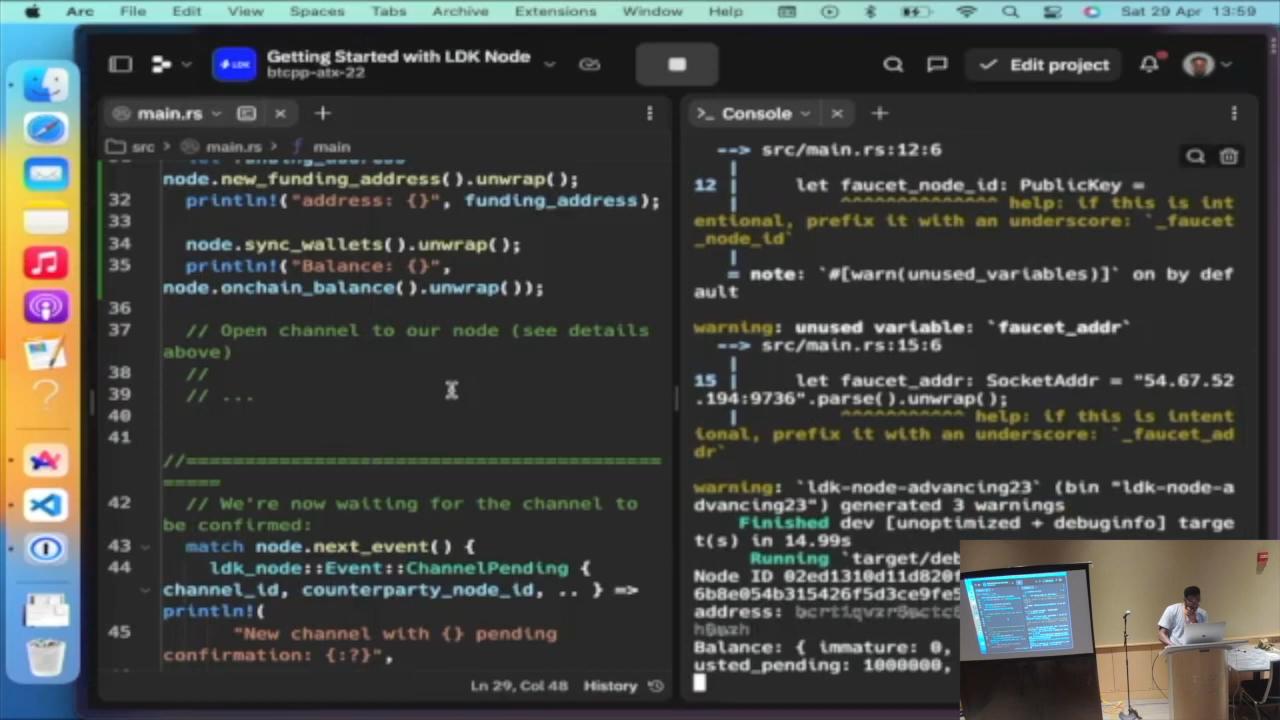 Arc File Edit View Spaces Tabs Archive Extensions Window Help Sat 29 Apr 13:59
LDK
Getting Started with LDK Node
btcpp-atx-22
Edit project
main.rs
src > main.rs > f main
node.new_funding_address().unwrap();
32 println!("address: {}", funding_address);
33
34 node.sync_wallets().unwrap();
35 println!("Balance: {}",
node.onchain_balance().unwrap());
36
37 // Open channel to our node (see details
above)
38 //
39 // ...
40
41
//==========================================
=====
42 // We're now waiting for the channel to
be confirmed:
43 match node.next_event() {
44 ldk_node::Event::ChannelPending {
channel_id, counterparty_node_id, .. } =>
println!(
45 "New channel with {} pending
confirmation: {:?}",
Ln 29, Col 48 History
>_ Console
--> src/main.rs:12:6
|
12 | let faucet_node_id: PublicKey =
| ^^^^^^^^^^^^^^ help: if this is int
entional, prefix it with an underscore: `_faucet
_node_id`
|
= note: `#[warn(unused_variables)]` on by def
ault
warning: unused variable: `faucet_addr`
--> src/main.rs:15:6
|
15 | let faucet_addr: SocketAddr = "54.67.52
.194:9736".parse().unwrap();
| ^^^^^^^^^^^ help: if this is intent
ional, prefix it with an underscore: `_faucet_ad
dr`
warning: `ldk-node-advancing23` (bin "ldk-node-a
dvancing23") generated 3 warnings
Finished dev [unoptimized + debuginfo] targe
t(s) in 14.99s
Running `target/deb
Node ID 02ed1310d11d820
6b8e054b315426f5d3ce9fe5
address:
Balance: { immature: 0,
usted_pending: 1000000,